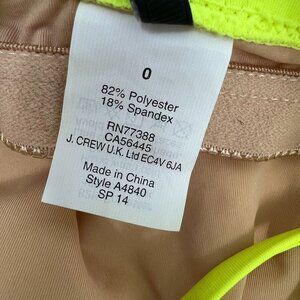 0
82% Polyester
18% Spandex
RN77388
CA56445
J. CREW U.K. Ltd EC4V 6JA
Made in China
Style A4840
SP 14